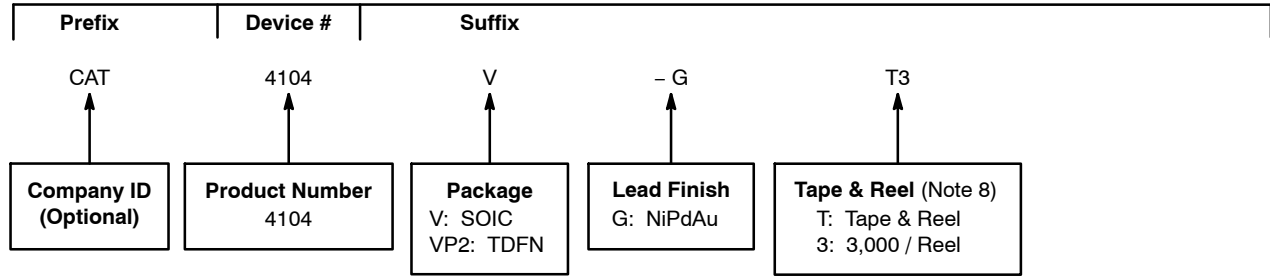 Prefix Device # Suffix
CAT 4104 V – G T3
Company ID
(Optional)
Product Number
4104
Package
V: SOIC
VP2: TDFN
Lead Finish
G: NiPdAu
Tape & Reel (Note 8)
T: Tape & Reel
3: 3,000 / Reel